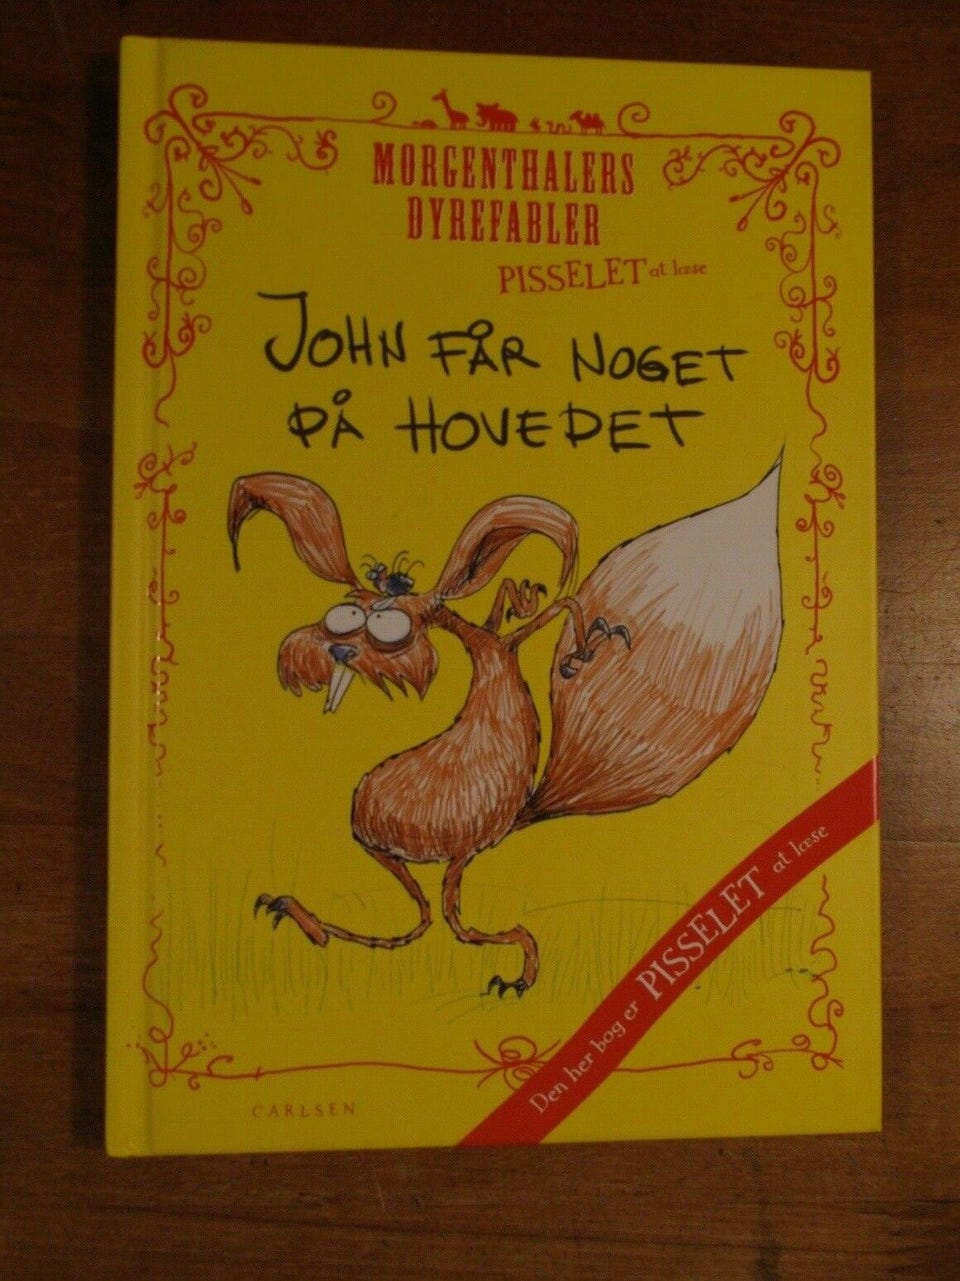 MORGENTHALERS
DYREFABLER
PISSELET at læse
JOHN FÅR NOGET
PÅ HOVEDET
Den her bog er PISSELET at læse
CARLSEN